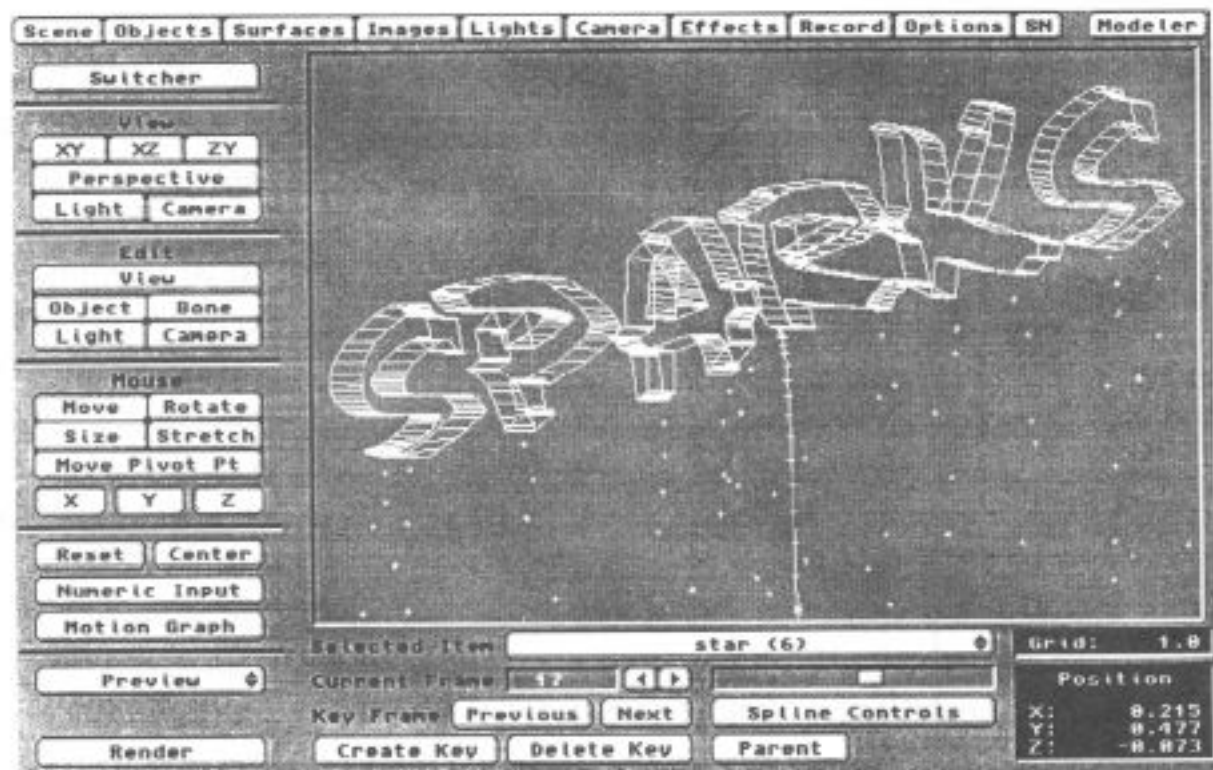 Scene Objects Surfaces Images Lights Camera Effects Record Options SN Modeler
Switcher
View
XY XZ ZY
Perspective
Light Camera
Edit
View
Object Bone
Light Camera
Mouse
Move Rotate
Size Stretch
Move Pivot Pt
X Y Z
Reset Center
Numeric Input
Motion Graph
Preview
Render
Selected Item star (6)
Current Frame
Key Frame Previous Next Spline Controls
Create Key Delete Key Parent
Grid: 1.0
Position
X: 0.215
Y: 0.477
Z: -0.073